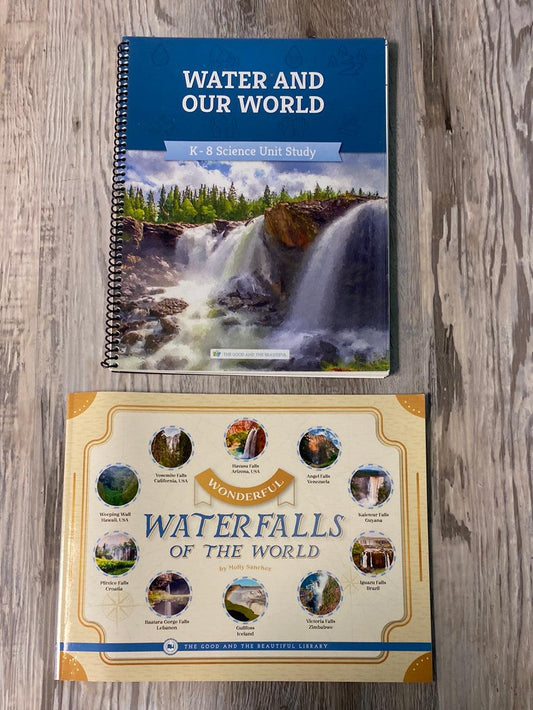 WATER AND
OUR WORLD
K - 8 Science Unit Study
THE GOOD AND THE BEAUTIFUL
Havasu Falls
Arizona, USA
Yosemite Falls
California, USA
Angel Falls
Venezuela
Weeping Wall
Hawaii, USA
Kaieteur Falls
Guyana
WONDERFUL
WATERFALLS
OF THE WORLD
by Molly Sanchez
Plitvice Falls
Croatia
Iguazu Falls
Brazil
Baatara Gorge Falls
Lebanon
Gullfoss
Iceland
Victoria Falls
Zimbabwe
THE GOOD AND THE BEAUTIFUL LIBRARY